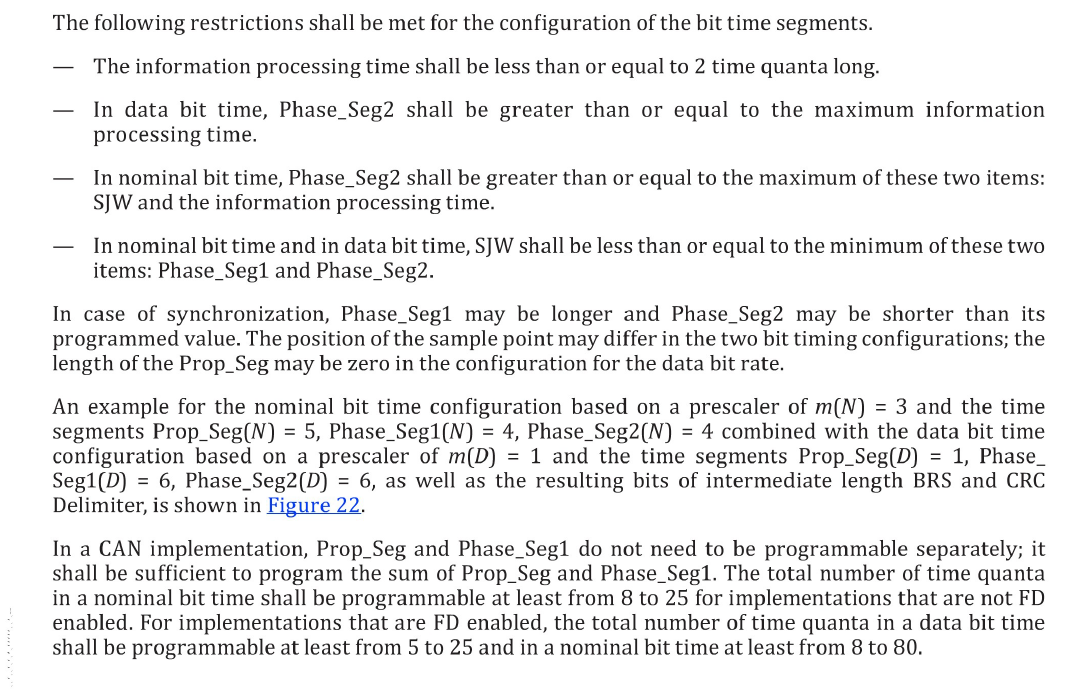 The following restrictions shall be met for the configuration of the bit time segments.
— The information processing time shall be less than or equal to 2 time quanta long.
— In data bit time, Phase_Seg2 shall be greater than or equal to the maximum information
processing time.
— In nominal bit time, Phase_Seg2 shall be greater than or equal to the maximum of these two items:
SJW and the information processing time.
— In nominal bit time and in data bit time, SJW shall be less than or equal to the minimum of these two
items: Phase_Seg1 and Phase_Seg2.
In case of synchronization, Phase_Seg1 may be longer and Phase_Seg2 may be shorter than its
programmed value. The position of the sample point may differ in the two bit timing configurations; the
length of the Prop_Seg may be zero in the configuration for the data bit rate.
An example for the nominal bit time configuration based on a prescaler of m(N) = 3 and the time
segments Prop_Seg(N) = 5, Phase_Seg1(N) = 4, Phase_Seg2(N) = 4 combined with the data bit time
configuration based on a prescaler of m(D) = 1 and the time segments Prop_Seg(D) = 1, Phase_
Seg1(D) = 6, Phase_Seg2(D) = 6, as well as the resulting bits of intermediate length BRS and CRC
Delimiter, is shown in Figure 22.
In a CAN implementation, Prop_Seg and Phase_Seg1 do not need to be programmable separately; it
shall be sufficient to program the sum of Prop_Seg and Phase_Seg1. The total number of time quanta
in a nominal bit time shall be programmable at least from 8 to 25 for implementations that are not FD
enabled. For implementations that are FD enabled, the total number of time quanta in a data bit time
shall be programmable at least from 5 to 25 and in a nominal bit time at least from 8 to 80.